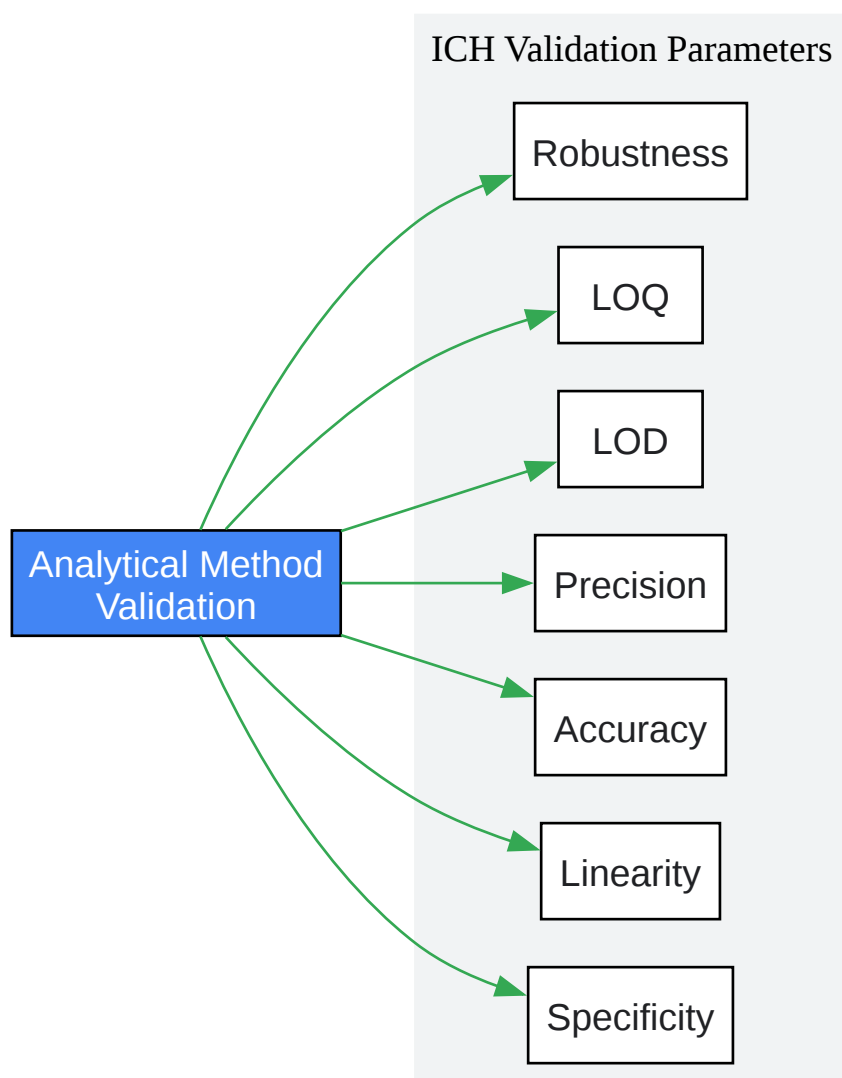 ICH Validation Parameters
Robustness
LOQ
LOD
Analytical Method
Validation
Precision
Accuracy
Linearity
Specificity